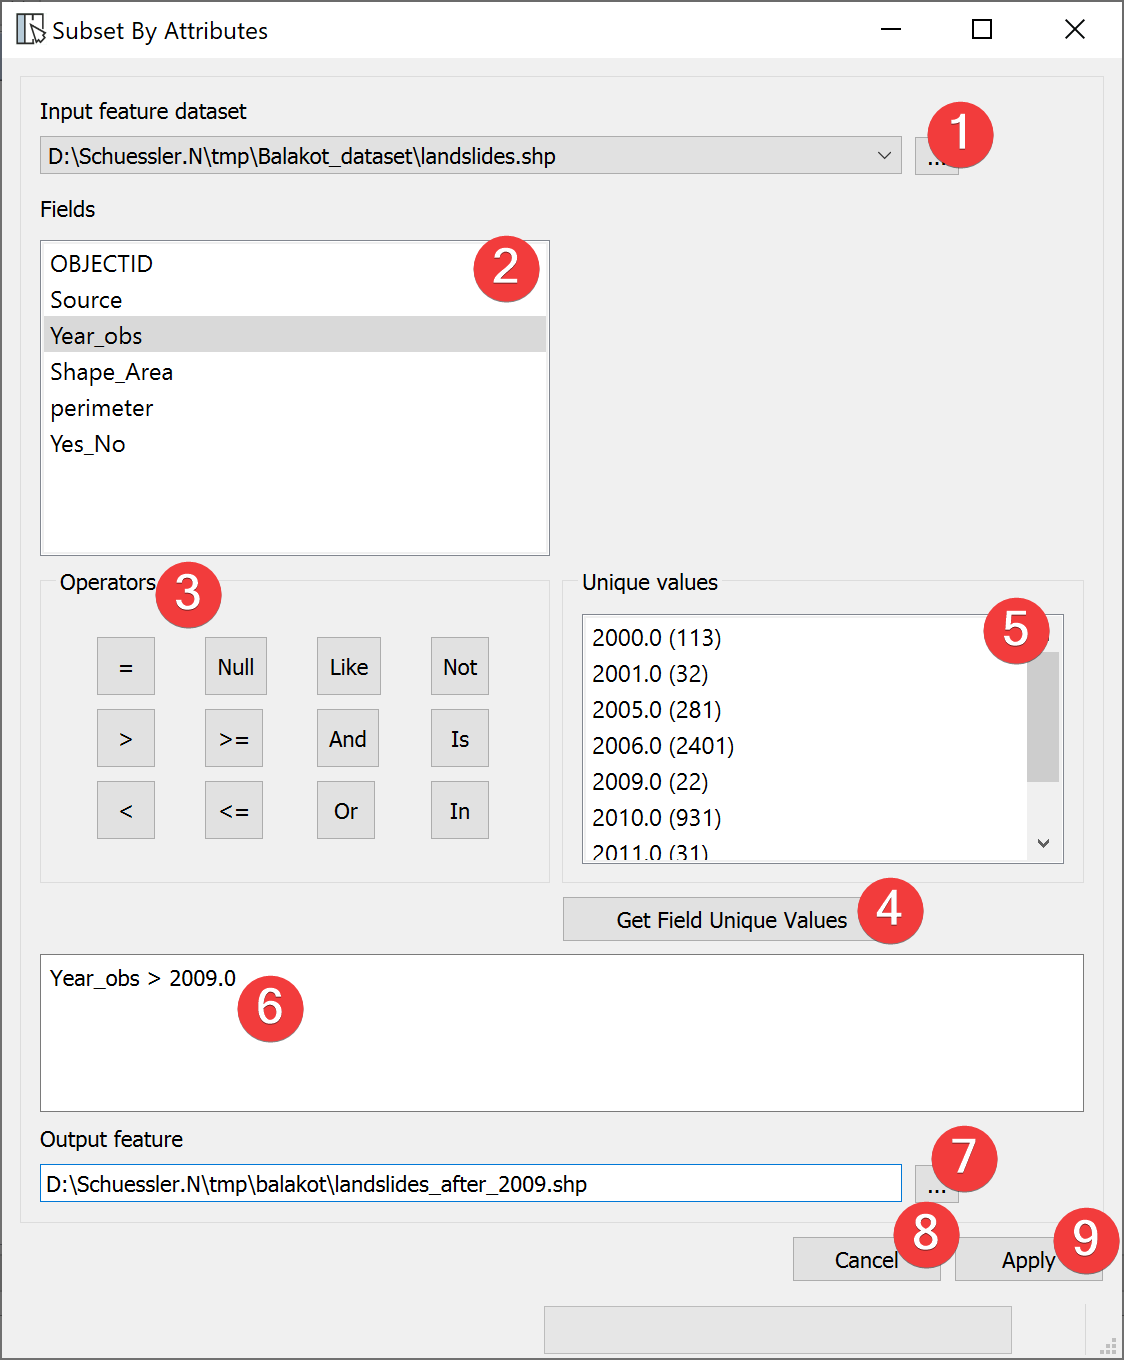 Subset By Attributes
Input feature dataset
D:\Schuessler.N\tmp\Balakot_dataset\landslides.shp
...
1
Fields
OBJECTID
Source
Year_obs
Shape_Area
perimeter
Yes_No
2
Operators
3
= Null Like Not
> >= And Is
< <= Or In
Unique values
5
2000.0 (113)
2001.0 (32)
2005.0 (281)
2006.0 (2401)
2009.0 (22)
2010.0 (931)
2011.0 (31)
Get Field Unique Values
4
Year_obs > 2009.0
6
Output feature
D:\Schuessler.N\tmp\balakot\landslides_after_2009.shp
...
7
Cancel
8
Apply
9